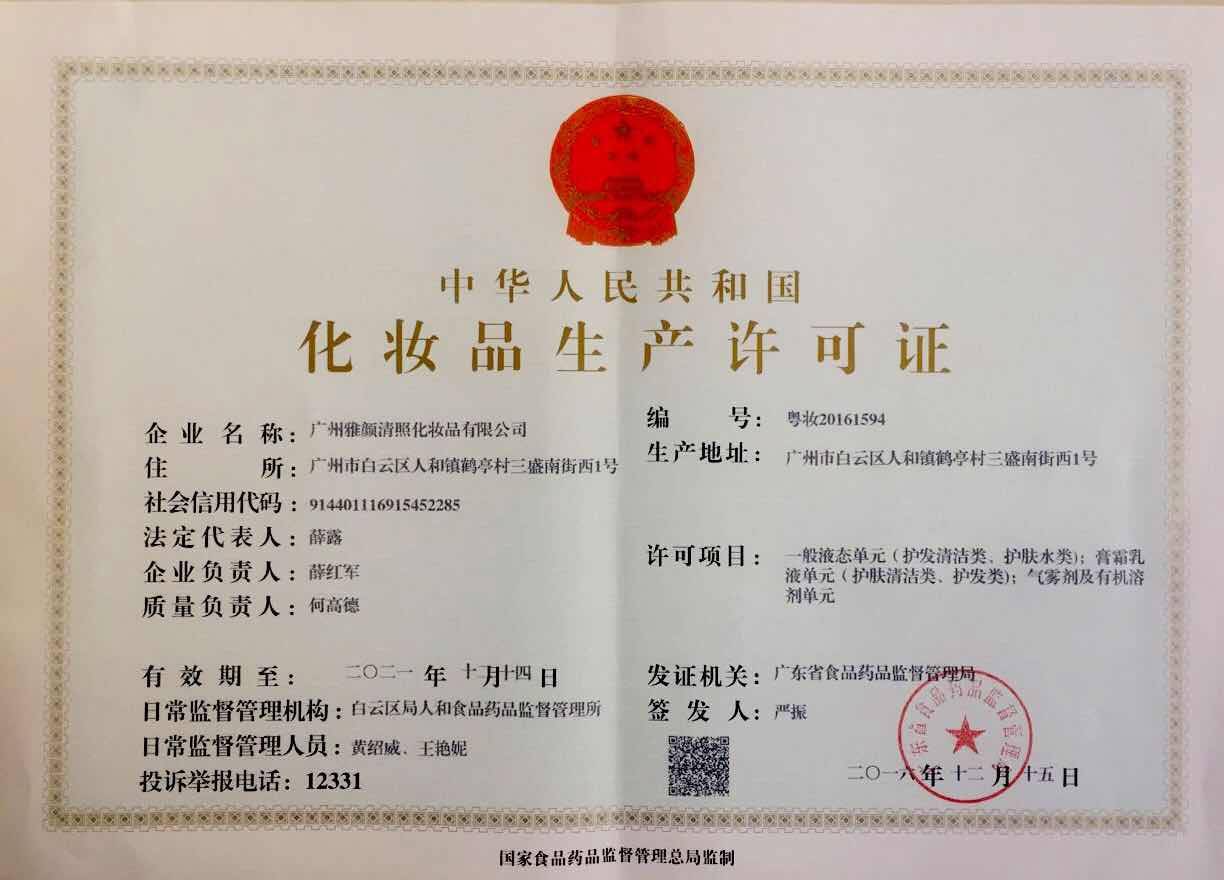 中华人民共和国
化妆品生产许可证
企业名称：广州雅颜清照化妆品有限公司
住所：广州市白云区人和镇鹤亭村三盛南街西1号
社会信用代码：914401116915452285
法定代表人：薛露
企业负责人：薛红军
质量负责人：何高德
编号：粤妆20161594
生产地址：广州市白云区人和镇鹤亭村三盛南街西1号
许可项目：一般液态单元（护发清洁类、护肤水类)；膏霜乳
液单元（护肤清洁类、护发类)；气雾剂及有机溶
剂单元
有效期至：二〇二一年十二月十四日
日常监督管理机构：白云区局人和食品药品监督管理所
日常监督管理人员：黄绍威、王艳妮
投诉举报电话：12331
发证机关：广东省食品药品监督管理局
签发人：严振
二〇一六年十二月十五日
国家食品药品监督管理总局监制